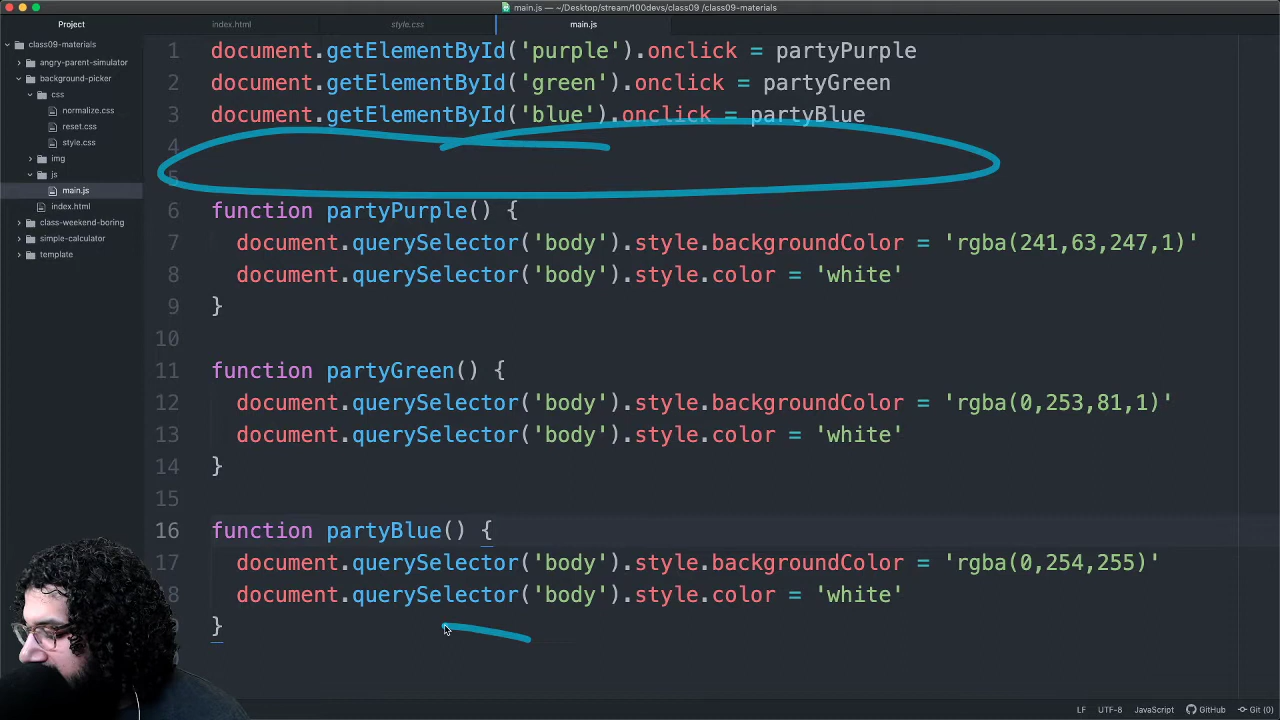 main.js — ~/Desktop/stream/100devs/class09 /class09-materials
Project
index.html
style.css
main.js
class09-materials
angry-parent-simulator
background-picker
css
normalize.css
reset.css
style.css
img
js
main.js
index.html
class-weekend-boring
simple-calculator
template
1 document.getElementById('purple').onclick = partyPurple
2 document.getElementById('green').onclick = partyGreen
3 document.getElementById('blue').onclick = partyBlue
4
5
6 function partyPurple() {
7 document.querySelector('body').style.backgroundColor = 'rgba(241,63,247,1)'
8 document.querySelector('body').style.color = 'white'
9 }
10
11 function partyGreen() {
12 document.querySelector('body').style.backgroundColor = 'rgba(0,253,81,1)'
13 document.querySelector('body').style.color = 'white'
14 }
15
16 function partyBlue() {
17 document.querySelector('body').style.backgroundColor = 'rgba(0,254,255)'
8 document.querySelector('body').style.color = 'white'
}
LF UTF-8 JavaScript GitHub Git (0)